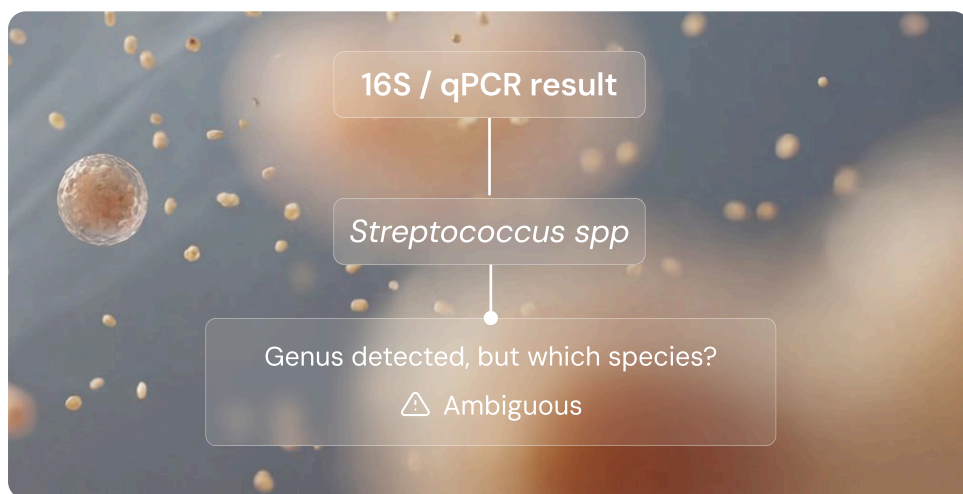 16S / qPCR result
Streptococcus spp
Genus detected, but which species?
Ambiguous